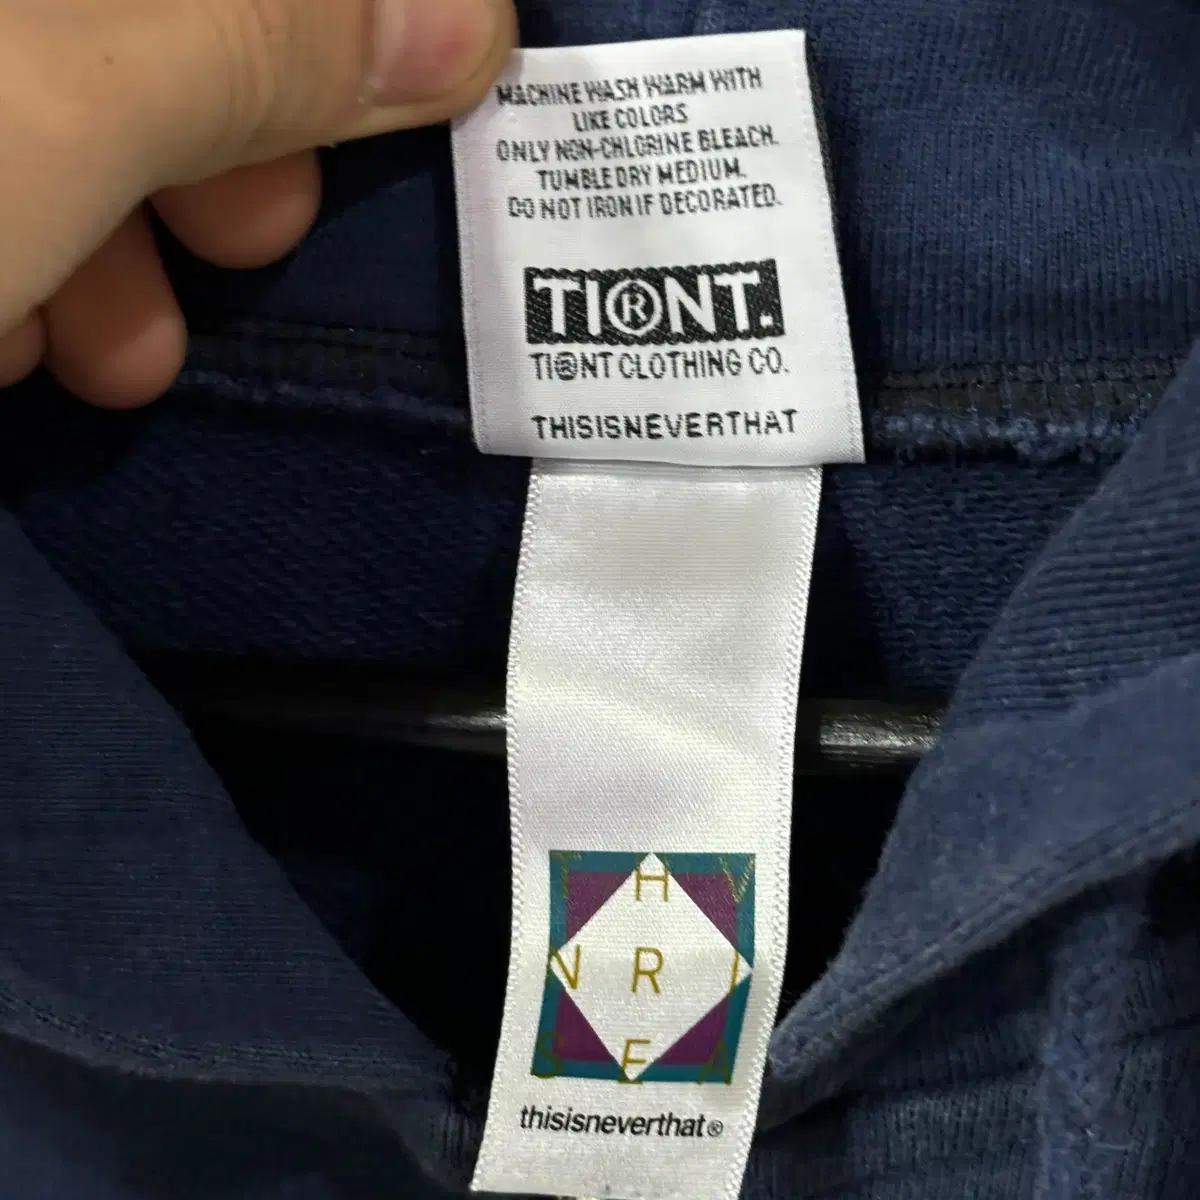 MACHINE WASH WARM WITH
LIKE COLORS
ONLY NON-CHLORINE BLEACH.
TUMBLE DRY MEDIUM.
DO NOT IRON IF DECORATED.
TI®NT.
TI®NT CLOTHING CO.
THISISNEVERTHAT
T H V
N R I
S E A
thisisneverthat®